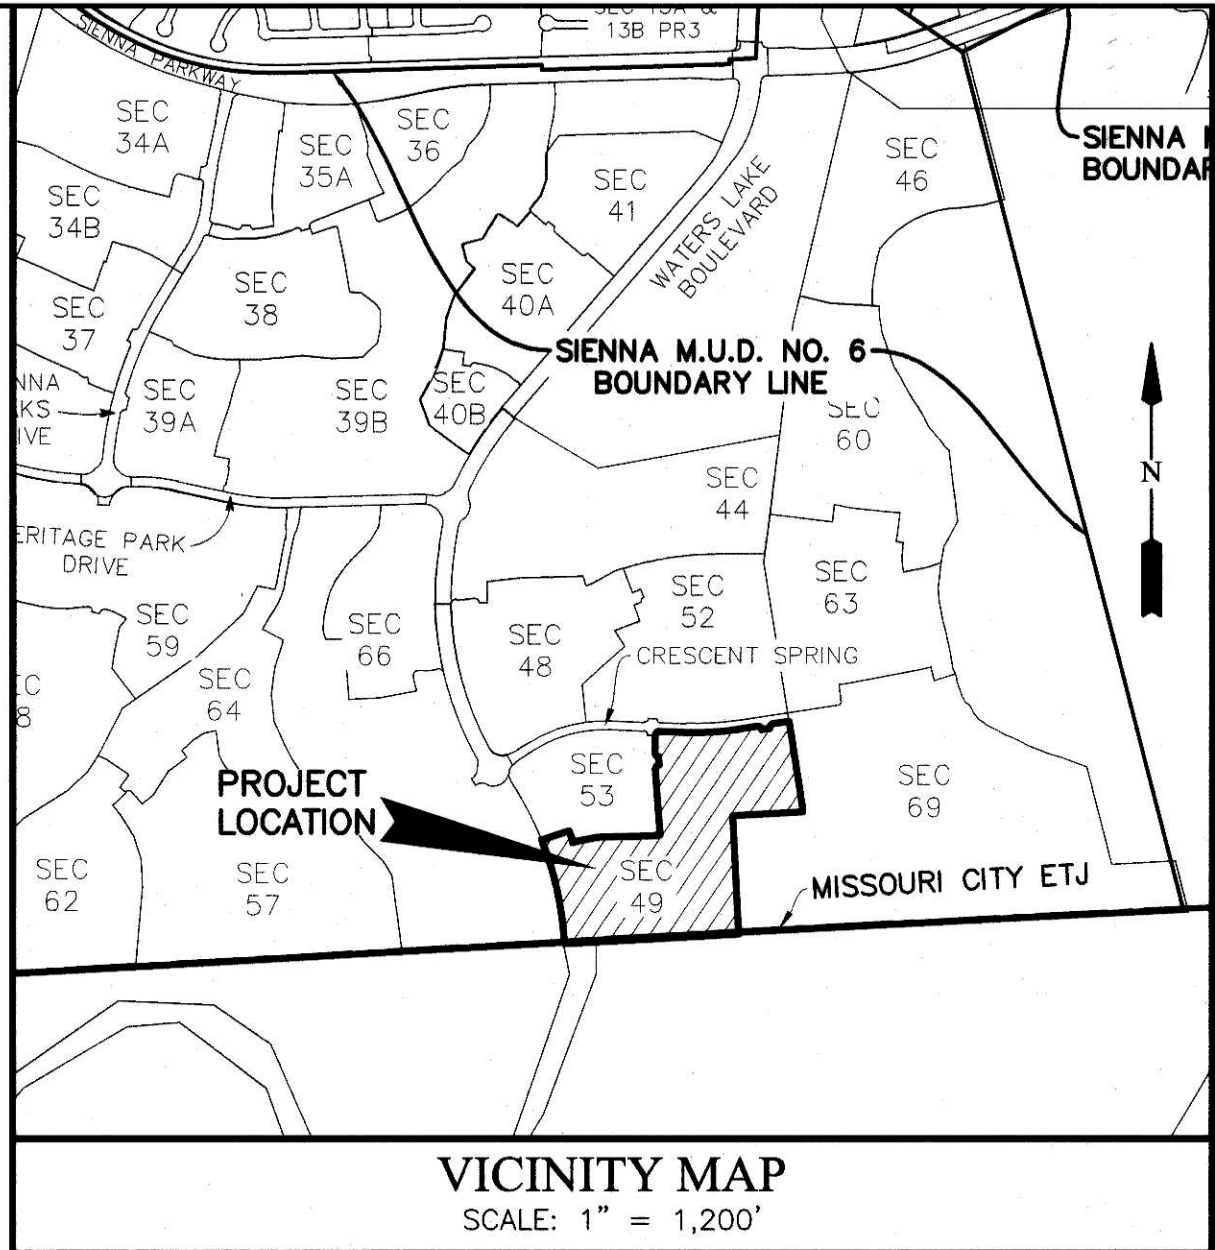 13B PR3
SIENNA PARKWAY
SEC
34A
SEC
35A
SEC
36
SEC
41
SEC
46
SIENNA
BOUNDAR
SEC
34B
WATERS LAKE
BOULEVARD
SEC
37
SEC
38
SEC
40A
SIENNA M.U.D. NO. 6
BOUNDARY LINE
SEC
39A
SEC
39B
SEC
40B
SEC
60
N
SEC
44
ERITAGE PARK
DRIVE
SEC
59
SEC
66
SEC
48
SEC
52
SEC
63
CRESCENT SPRING
SEC
64
PROJECT
LOCATION
SEC
53
SEC
69
SEC
62
SEC
57
SEC
49
MISSOURI CITY ETJ
VICINITY MAP
SCALE: 1" = 1,200'